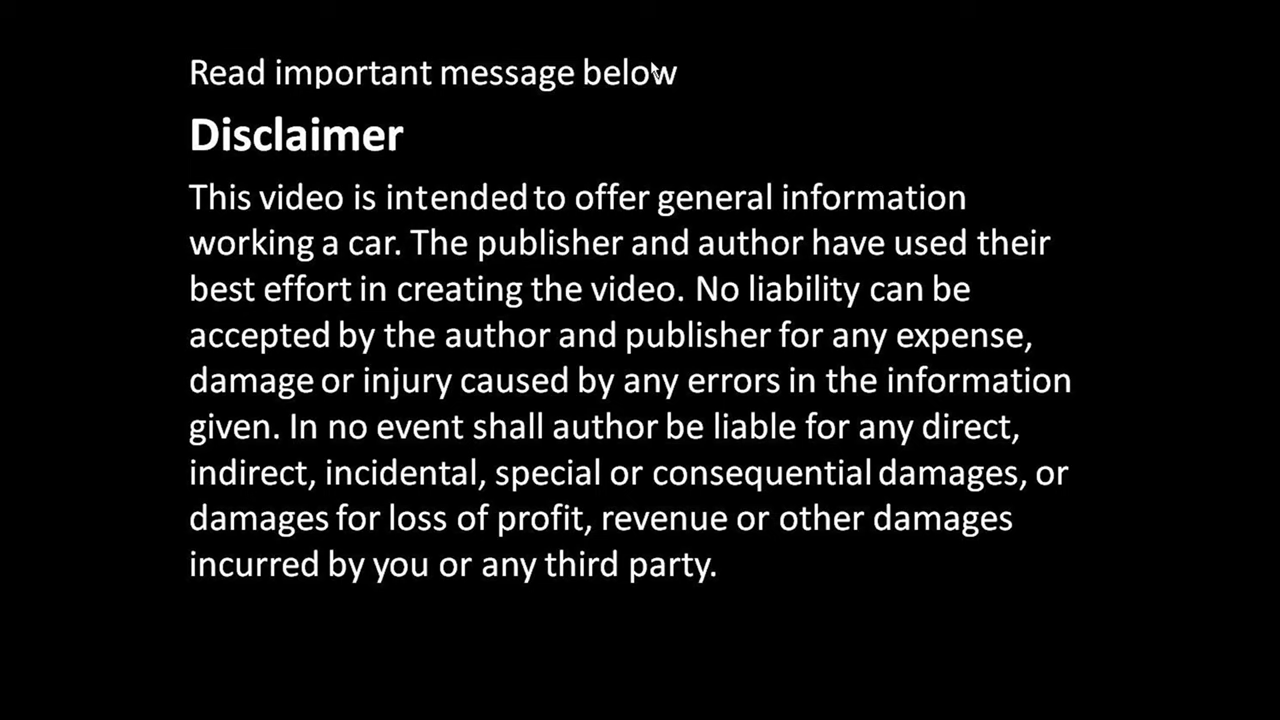 Read important message below
Disclaimer
This video is intended to offer general information
working a car. The publisher and author have used their
best effort in creating the video. No liability can be
accepted by the author and publisher for any expense,
damage or injury caused by any errors in the information
given. In no event shall author be liable for any direct,
indirect, incidental, special or consequential damages, or
damages for loss of profit, revenue or other damages
incurred by you or any third party.